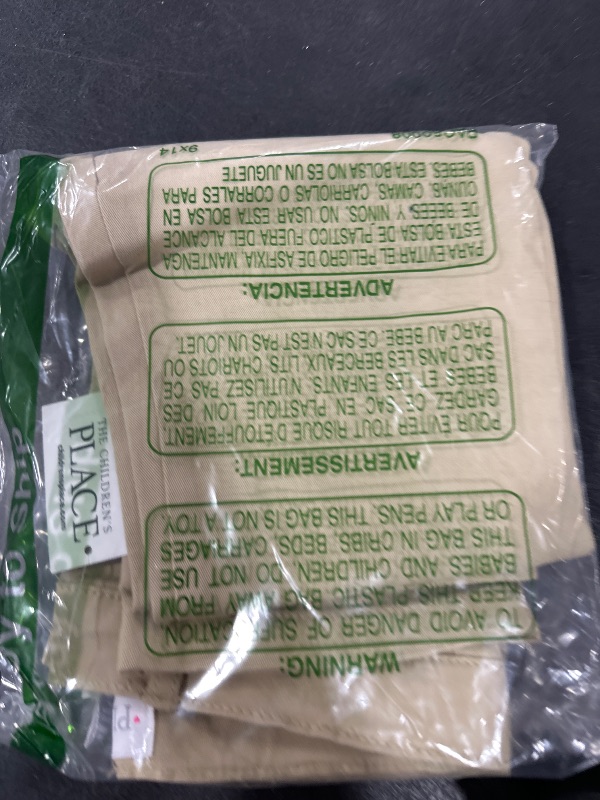 WARNING:
TO AVOID DANGER OF SUFFOCATION,
KEEP THIS PLASTIC BAG AWAY FROM
BABIES AND CHILDREN. DO NOT USE
THIS BAG IN CRIBS, BEDS, CARRIAGES
OR PLAY PENS. THIS BAG IS NOT A TOY.
AVERTISSEMENT:
POUR EVITER TOUT RISQUE D'ETOUFFEMENT.
GARDEZ CE SAC EN PLASTIQUE LOIN DES
BEBES ET LES ENFANTS. N'UTILISEZ PAS CE
SAC DANS LES BERCEAUX. LITS. CHARIOTS OU
PARC AU BEBE. CE SAC N'EST PAS UN JOUET.
ADVERTENCIA:
PARA EVITAR EL PELIGRO DE ASFIXIA. MANTENGA
ESTA BOLSA DE PLASTICO FUERA DEL ALCANCE
DE BEBES Y NINOS. NO USAR ESTA BOLSA EN
CUNAS, CAMAS, CARRIOLAS O CORRALES PARA
BEBES. ESTA BOLSA NO ES UN JUGUETE
9x14
THE CHILDREN'S
PLACE
childrensplace.com
to Ship
P